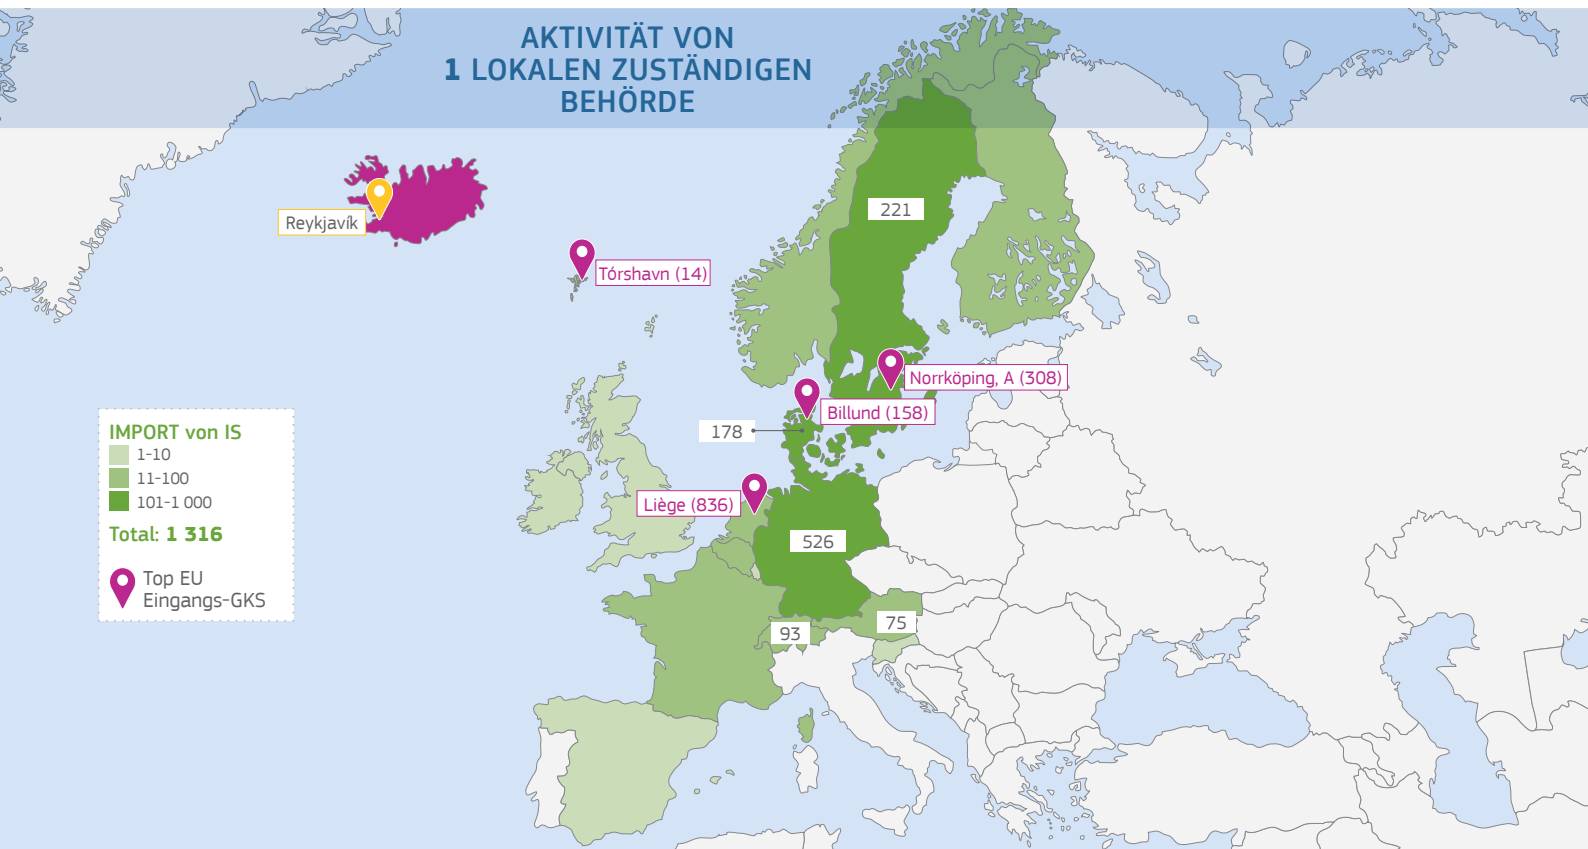 AKTIVITÄT VON
1 LOKALEN ZUSTÄNDIGEN
BEHÖRDE
221
Reykjavík
Tórshavn (14)
Norrköping, A (308)
Billund (158)
178
IMPORT von IS
1-10
11-100
101-1 000
Total: 1 316
Top EU
Eingangs-GKS
Liège (836)
526
93
75